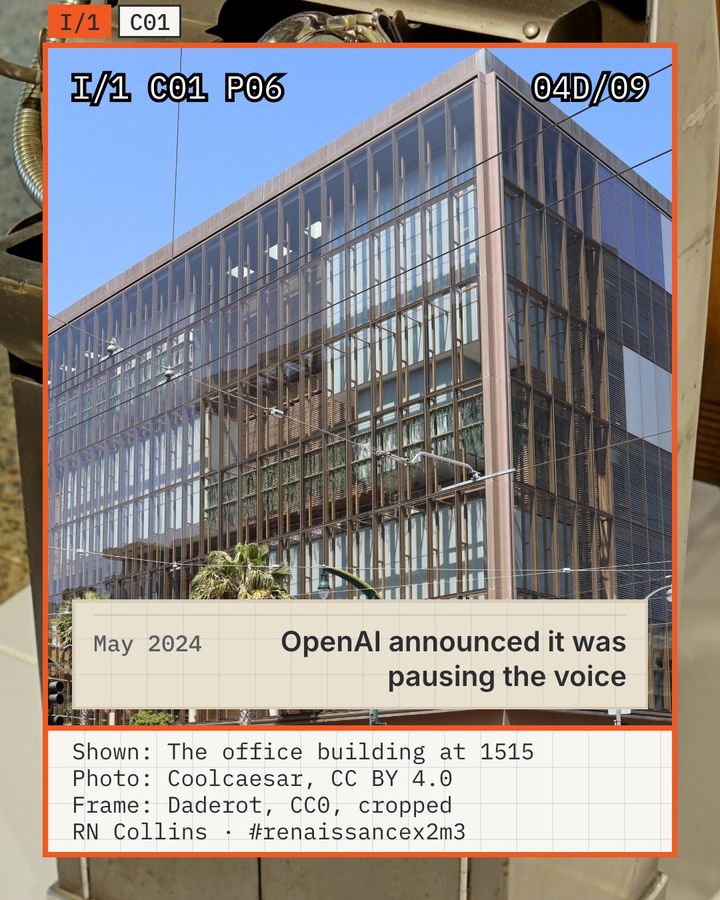 I/1 C01
I/1 C01 P06 04D/09
May 2024 OpenAI announced it was
pausing the voice
Shown: The office building at 1515
Photo: Coolcaesar, CC BY 4.0
Frame: Daderot, CC0, cropped
RN Collins · #renaissancex2m3